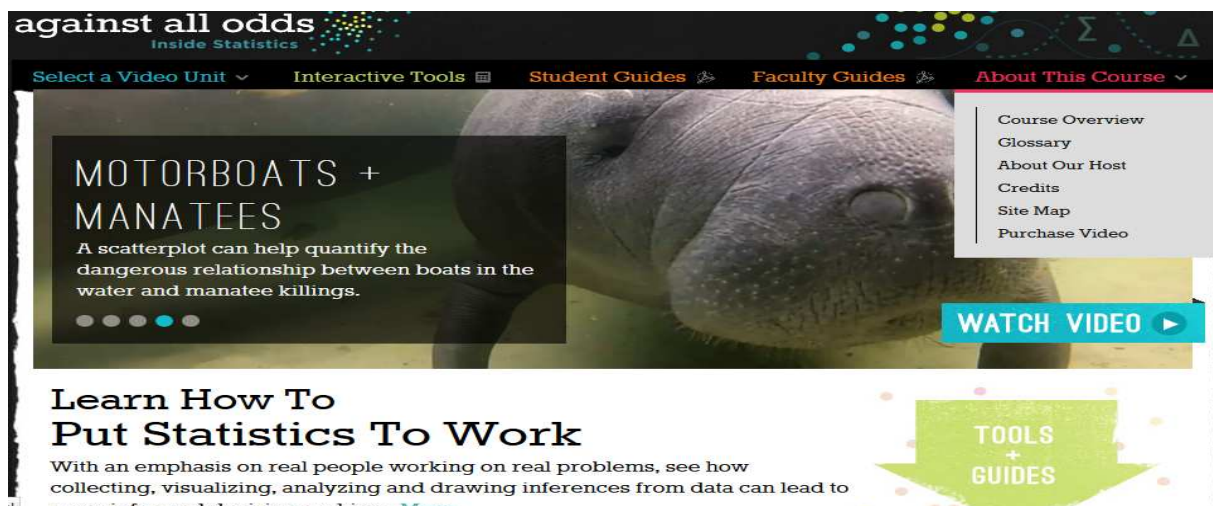 against all odds
Inside Statistics
Σ
Δ
Select a Video Unit
Interactive Tools
Student Guides
Faculty Guides
About This Course
Course Overview
Glossary
About Our Host
Credits
Site Map
Purchase Video
MOTORBOATS +
MANATEES
A scatterplot can help quantify the
dangerous relationship between boats in the
water and manatee killings.
WATCH VIDEO
Learn How To
Put Statistics To Work
With an emphasis on real people working on real problems, see how
collecting, visualizing, analyzing and drawing inferences from data can lead to
TOOLS
+
GUIDES